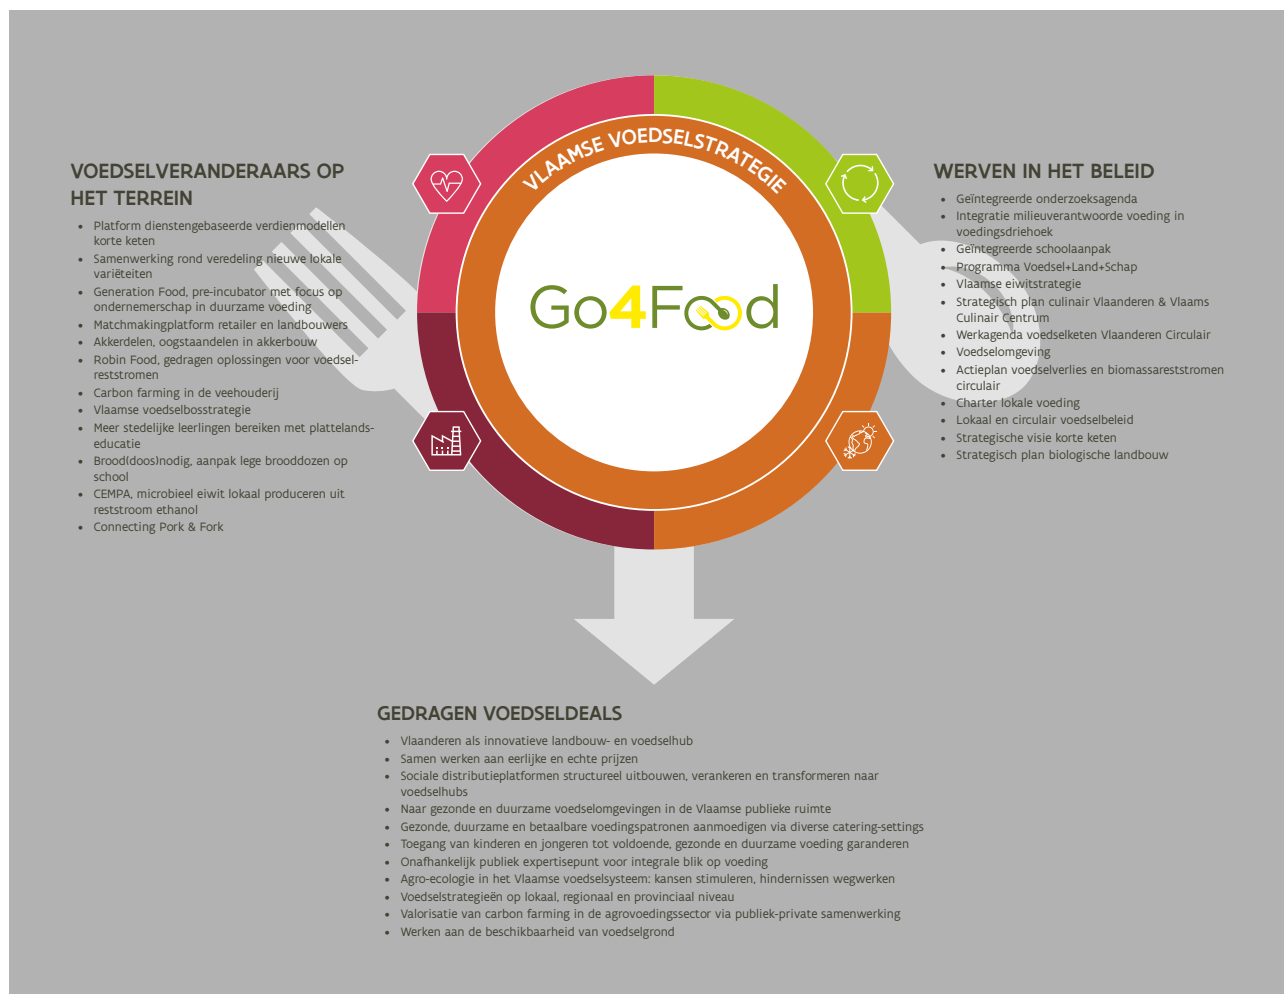 VLAAMSE VOEDSELSTRATEGIE
Go4Food
VOEDSELVERANDERAARS OP
HET TERREIN
• Platform dienstengebaseerde verdienmodellen
korte keten
• Samenwerking rond veredeling nieuwe lokale
variëteiten
• Generation Food, pre-incubator met focus op
ondernemerschap in duurzame voeding
• Matchmakingplatform retailer en landbouwers
• Akkerdelen, oogstaandelen in akkerbouw
• Robin Food, gedragen oplossingen voor voedsel-
reststromen
• Carbon farming in de veehouderij
• Vlaamse voedselbosstrategie
• Meer stedelijke leerlingen bereiken met plattelands-
educatie
• Brood(doos)nodig, aanpak lege brooddozen op
school
• CEMPA, microbieel eiwit lokaal produceren uit
reststroom ethanol
• Connecting Pork & Fork
WERVEN IN HET BELEID
• Geïntegreerde onderzoeksagenda
• Integratie milieuverantwoorde voeding in
voedingsdriehoek
• Geïntegreerde schoolaanpak
• Programma Voedsel+Land+Schap
• Vlaamse eiwitstrategie
• Strategisch plan culinair Vlaanderen & Vlaams
Culinair Centrum
• Werkagenda voedselketen Vlaanderen Circulair
• Voedselomgeving
• Actieplan voedselverlies en biomassareststromen
circulair
• Charter lokale voeding
• Lokaal en circulair voedselbeleid
• Strategische visie korte keten
• Strategisch plan biologische landbouw
GEDRAGEN VOEDSELDEALS
• Vlaanderen als innovatieve landbouw- en voedselhub
• Samen werken aan eerlijke en echte prijzen
• Sociale distributieplatformen structureel uitbouwen, verankeren en transformeren naar
voedselhubs
• Naar gezonde en duurzame voedselomgevingen in de Vlaamse publieke ruimte
• Gezonde, duurzame en betaalbare voedingspatronen aanmoedigen via diverse catering-settings
• Toegang van kinderen en jongeren tot voldoende, gezonde en duurzame voeding garanderen
• Onafhankelijk publiek expertisepunt voor integrale blik op voeding
• Agro-ecologie in het Vlaamse voedselsysteem: kansen stimuleren, hindernissen wegwerken
• Voedselstrategieën op lokaal, regionaal en provinciaal niveau
• Valorisatie van carbon farming in de agrovoedingssector via publiek-private samenwerking
• Werken aan de beschikbaarheid van voedselgrond